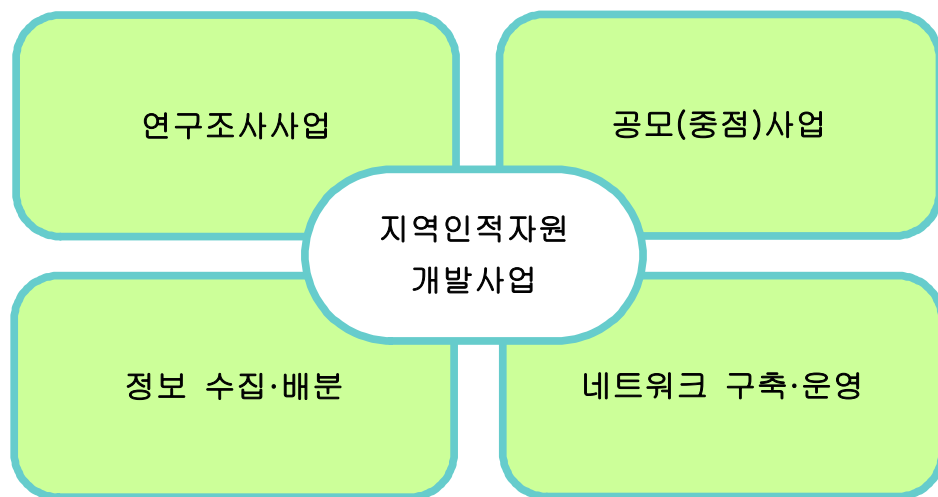 연구조사사업
공모(중점)사업
지역인적자원
개발사업
정보 수집·배분
네트워크 구축·운영